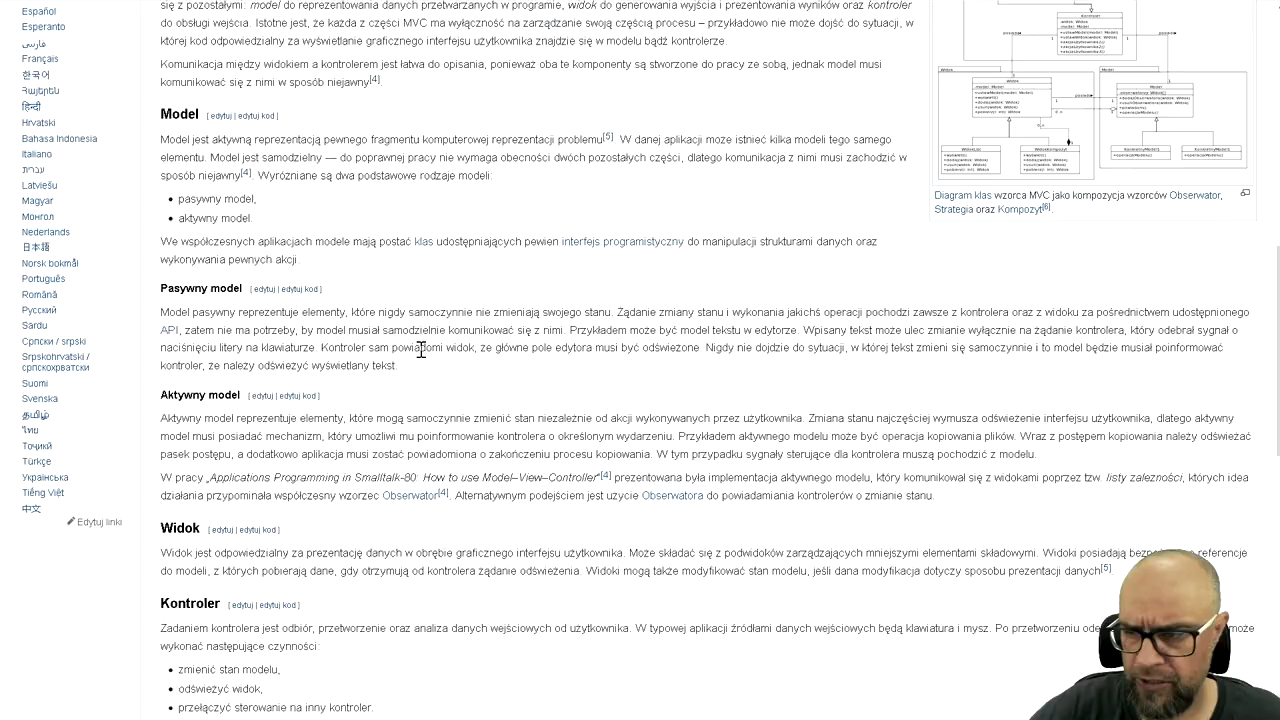 Español
Esperanto
فارسی
Français
한국어
Հայերեն
हिन्दी
Hrvatski
Bahasa Indonesia
Italiano
עברית
Latviešu
Magyar
Монгол
Nederlands
日本語
Norsk bokmål
Português
Română
Русский
Sardu
Српски / srpski
Srpskohrvatski /
српскохрватски
Suomi
Svenska
தமிழ்
ไทย
Тоҷикӣ
Türkçe
Українська
Tiếng Việt
中文
Edytuj linki
się z pozostałymi: model do reprezentowania danych przetwarzanych w programie, widok do generowania wyjścia i prezentowania wyników oraz kontroler
do obsługi wejścia. Istotne jest, że każda z części MVC ma wyłączność na zarządzanie swoją częścią procesu – przykładowo nie może dojść do sytuacji, w
Komunikacja między widokiem a kontrolerem jest prosta do opisania, ponieważ oba komponenty są tworzone do pracy ze sobą, jednak model musi
komunikować się z nimi w sposób niejawny[4].
Model [ edytuj | edytuj kod ]
Model jest aktywną reprezentacją pewnego fragmentu komputerowej reprezentacji problemu[5]. W danej aplikacji może istnieć kilka modeli tego samego
elementu. Model jest samodzielny – do poprawnej pracy nie wymaga obecności dwóch pozostałych części, dlatego komunikacja z nimi musi zachodzić w
sposób niejawny. Istnieją dwa podstawowe rodzaje modeli:
• pasywny model,
• aktywny model.
We współczesnych aplikacjach modele mają postać klas udostępniających pewien interfejs programistyczny do manipulacji strukturami danych oraz
wykonywania pewnych akcji.
Diagram klas wzorca MVC jako kompozycja wzorców Obserwator,
Strategia oraz Kompozyt[6].
Pasywny model [ edytuj | edytuj kod ]
Model pasywny reprezentuje elementy, które nigdy samoczynnie nie zmieniają swojego stanu. Żądanie zmiany stanu i wykonania jakichś operacji pochodzi zawsze z kontrolera oraz z widoku za pośrednictwem udostępnionego
API, zatem nie ma potrzeby, by model musiał samodzielnie komunikować się z nimi. Przykładem może być model tekstu w edytorze. Wpisany tekst może ulec zmianie wyłącznie na żądanie kontrolera, który odebrał sygnał o
naciśnięciu litery na klawiaturze. Kontroler sam powiadomi widok, że główne pole edytora musi być odświeżone. Nigdy nie dojdzie do sytuacji, w której tekst zmieni się samoczynnie i to model będzie musiał poinformować
kontroler, że należy odświeżyć wyświetlany tekst.
Aktywny model [ edytuj | edytuj kod ]
Aktywny model reprezentuje elementy, które mogą samoczynnie zmienić stan niezależnie od akcji wykonywanych przez użytkownika. Zmiana stanu najczęściej wymusza odświeżenie interfejsu użytkownika, dlatego aktywny
model musi posiadać mechanizm, który umożliwi mu poinformowanie kontrolera o określonym wydarzeniu. Przykładem aktywnego modelu może być operacja kopiowania plików. Wraz z postępem kopiowania należy odświeżać
pasek postępu, a dodatkowo aplikacja musi zostać powiadomiona o zakończeniu procesu kopiowania. W tym przypadku sygnały sterujące dla kontrolera muszą pochodzić z modelu.
W pracy „Applications Programming in Smalltalk-80: How to use Model–View–Controller”[4] prezentowana była implementacja aktywnego modelu, który komunikował się z widokami poprzez tzw. listy zależności, których idea
działania przypominała współczesny wzorzec Obserwator[4]. Alternatywnym podejściem jest użycie Obserwatora do powiadamiania kontrolerów o zmianie stanu.
Widok [ edytuj | edytuj kod ]
Widok jest odpowiedzialny za prezentację danych w obrębie graficznego interfejsu użytkownika. Może składać się z podwidoków zarządzających mniejszymi elementami składowymi. Widoki posiadają referencje
do modeli, z których pobierają dane, gdy otrzymują od kontrolera żądanie odświeżenia. Widoki mogą także modyfikować stan modelu, jeśli dana modyfikacja dotyczy sposobu prezentacji danych[5].
Kontroler [ edytuj | edytuj kod ]
Zadaniem kontrolera jest odbiór, przetworzenie oraz analiza danych wejściowych od użytkownika. W typowej aplikacji źródłami danych wejściowych będą klawiatura i mysz. Po przetworzeniu może
wykonać następujące czynności:
• zmienić stan modelu,
• odświeżyć widok,
• przełączyć sterowanie na inny kontroler.